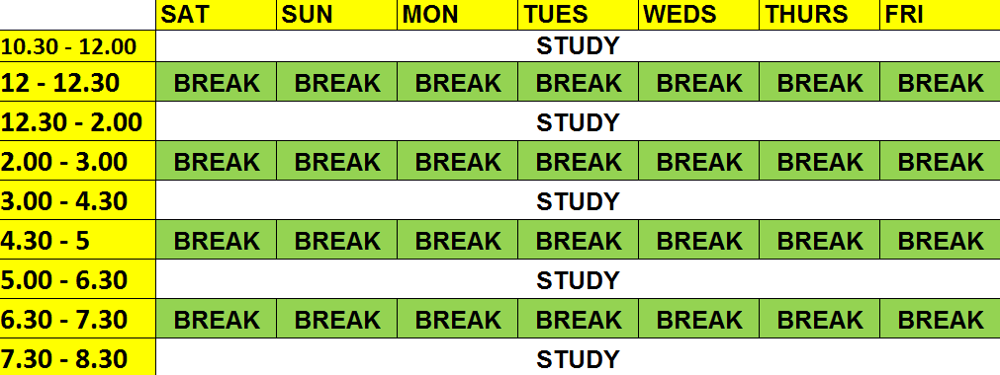 SAT SUN MON TUES WEDS THURS FRI
10.30 - 12.00 STUDY
12 - 12.30 BREAK BREAK BREAK BREAK BREAK BREAK BREAK
12.30 - 2.00 STUDY
2.00 - 3.00 BREAK BREAK BREAK BREAK BREAK BREAK BREAK
3.00 - 4.30 STUDY
4.30 - 5 BREAK BREAK BREAK BREAK BREAK BREAK BREAK
5.00 - 6.30 STUDY
6.30 - 7.30 BREAK BREAK BREAK BREAK BREAK BREAK BREAK
7.30 - 8.30 STUDY